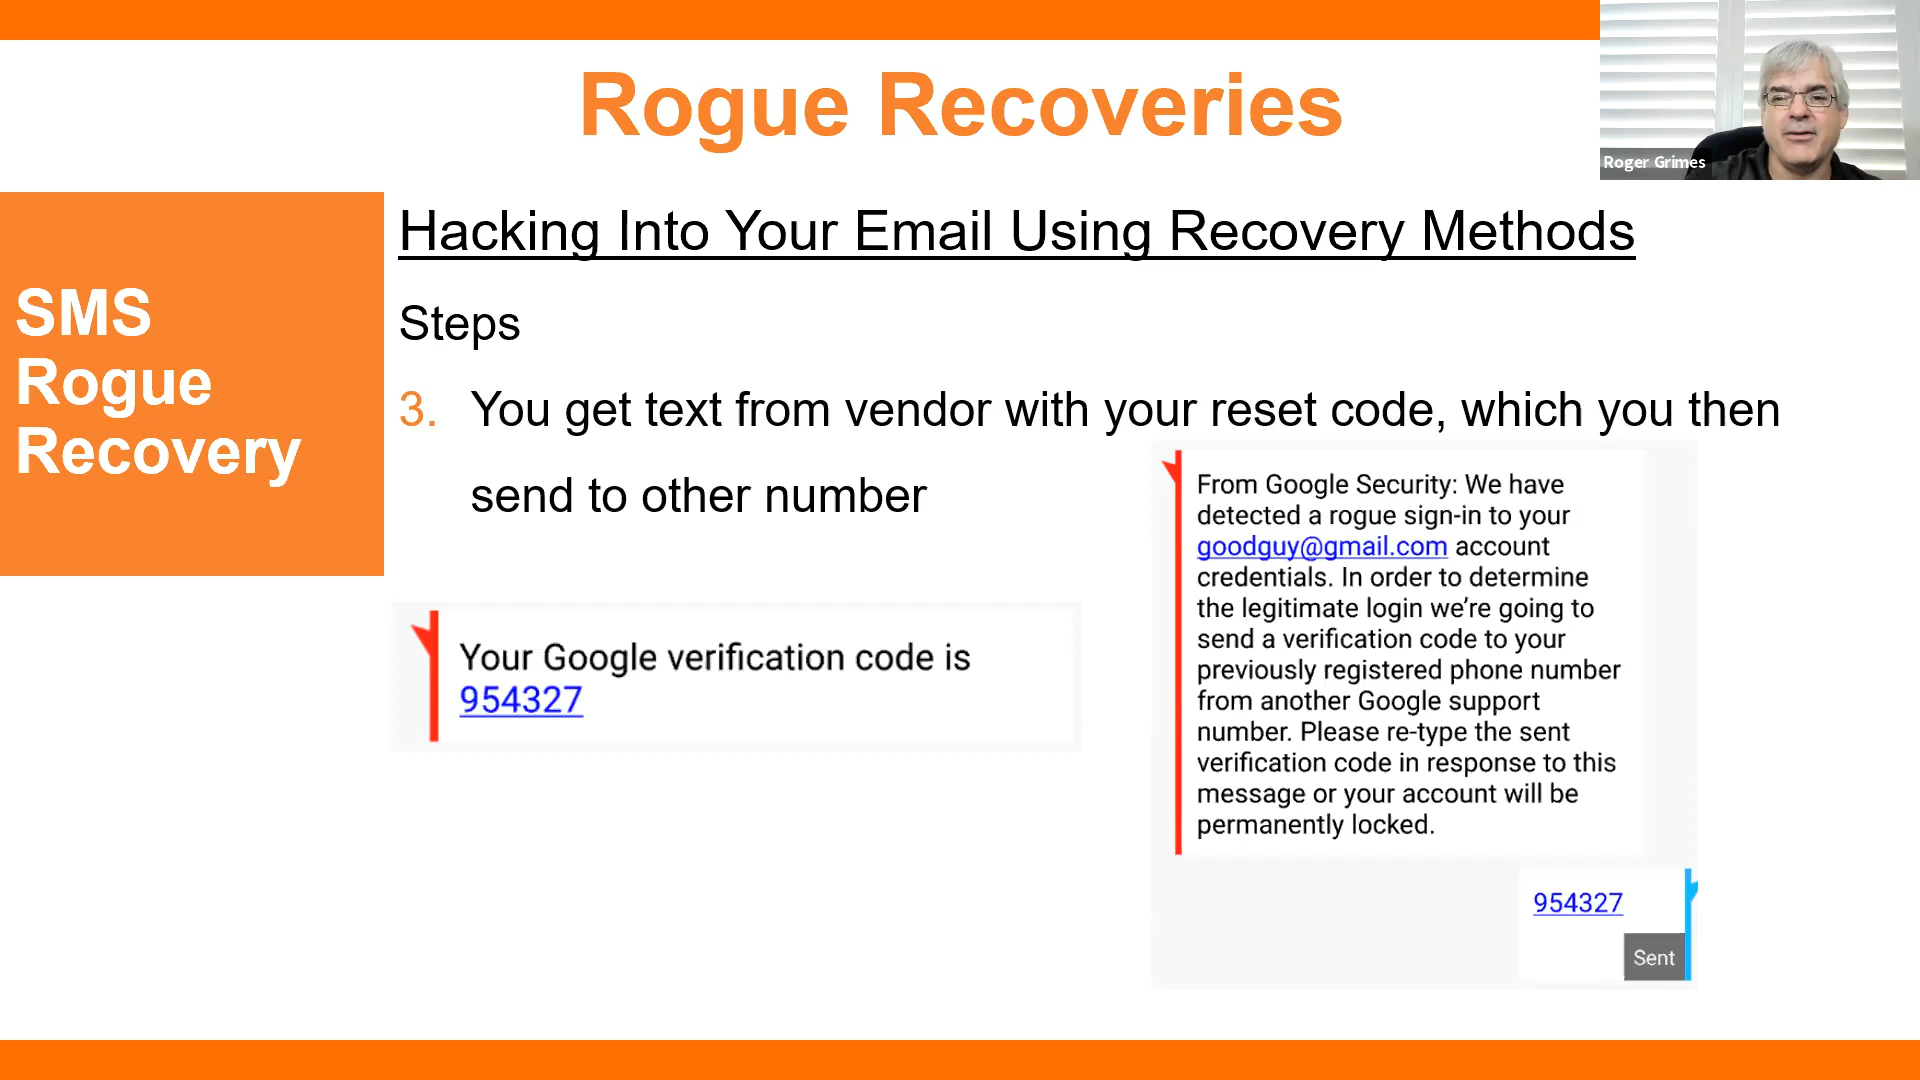 Rogue Recoveries
Roger Grimes
SMS
Rogue
Recovery
Hacking Into Your Email Using Recovery Methods
Steps
3. You get text from vendor with your reset code, which you then
send to other number
Your Google verification code is
954327
From Google Security: We have
detected a rogue sign-in to your
goodguy@gmail.com account
credentials. In order to determine
the legitimate login we’re going to
send a verification code to your
previously registered phone number
from another Google support
number. Please re-type the sent
verification code in response to this
message or your account will be
permanently locked.
954327
Sent